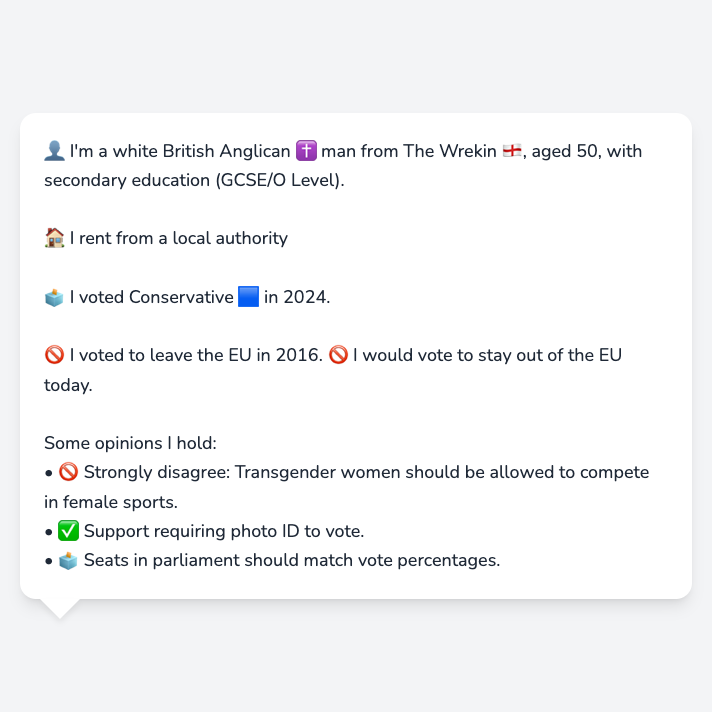 👤 I'm a white British Anglican ✝️ man from The Wrekin 🏴󠁧󠁢󠁥󠁮󠁧󠁿, aged 50, with
secondary education (GCSE/O Level).
🏠 I rent from a local authority
🗳️ I voted Conservative 🟦 in 2024.
🚫 I voted to leave the EU in 2016. 🚫 I would vote to stay out of the EU
today.
Some opinions I hold:
• 🚫 Strongly disagree: Transgender women should be allowed to compete
in female sports.
• ✅ Support requiring photo ID to vote.
• 🗳️ Seats in parliament should match vote percentages.